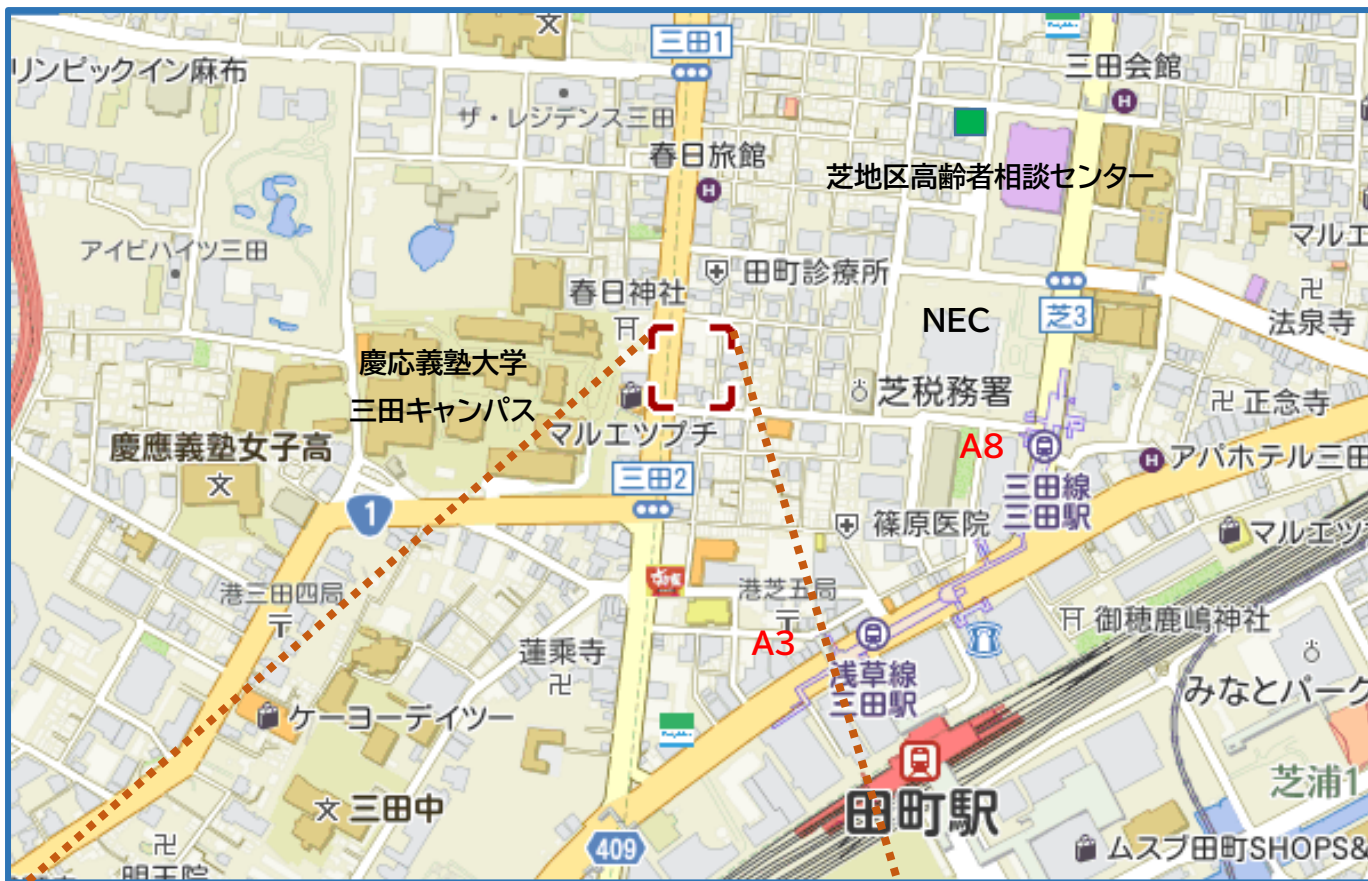 三田1
三田会館
リンピックイン麻布
ザ・レジデンス三田
春日旅館
芝地区高齢者相談センター
マルエ
アイビハイツ三田
田町診療所
春日神社
NEC
芝3
法泉寺
慶応義塾大学
三田キャンパス
芝税務署
正念寺
マルエツプチ
慶應義塾女子高
A8
アパホテル三田
三田2
三田線
三田駅
1
篠原医院
マルエツ
港三田四局
港芝五局
御穂鹿嶋神社
A3
蓮乗寺
浅草線
三田駅
みなとパーク
ケーヨーデイツー
芝浦1
三田中
田町駅
409
ムスブ田町SHOPS&
明王院